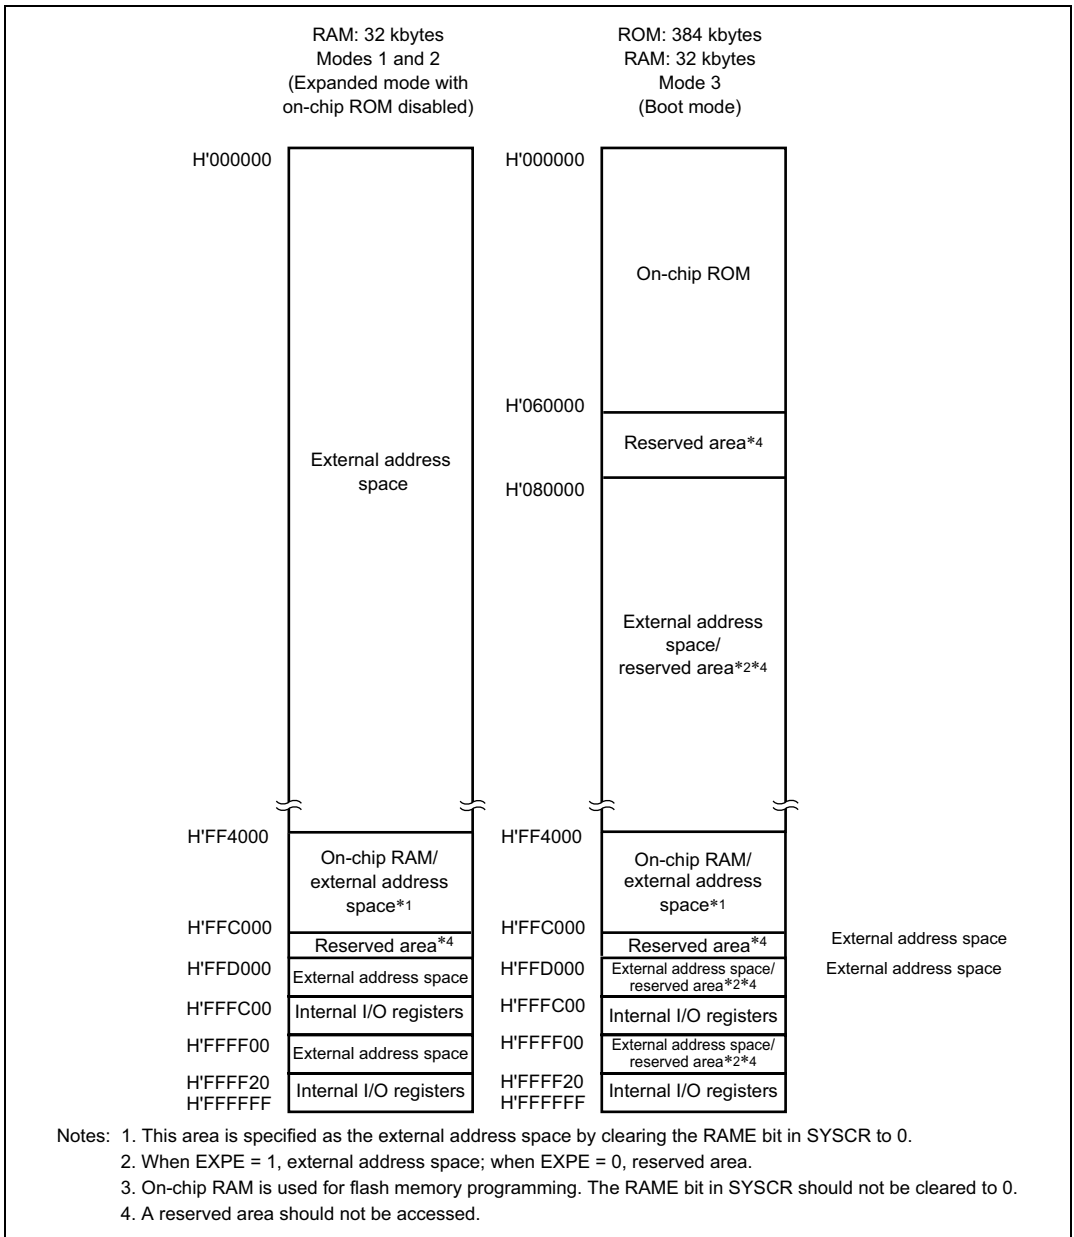 RAM: 32 kbytes
Modes 1 and 2
(Expanded mode with
on-chip ROM disabled)
ROM: 384 kbytes
RAM: 32 kbytes
Mode 3
(Boot mode)
H'000000
External address
space
H'FF4000
On-chip RAM/
external address
space*1
H'FFC000
Reserved area*4
H'FFD000
External address space
H'FFFC00
Internal I/O registers
H'FFFF00
External address space
H'FFFF20
Internal I/O registers
H'FFFFFF
H'000000
On-chip ROM
H'060000
Reserved area*4
H'080000
External address
space/
reserved area*2*4
H'FF4000
On-chip RAM/
external address
space*1
H'FFC000
Reserved area*4
H'FFD000
External address space/
reserved area*2*4
H'FFFC00
Internal I/O registers
H'FFFF00
External address space/
reserved area*2*4
H'FFFF20
Internal I/O registers
H'FFFFFF
External address space
External address space
Notes: 1. This area is specified as the external address space by clearing the RAME bit in SYSCR to 0.
2. When EXPE = 1, external address space; when EXPE = 0, reserved area.
3. On-chip RAM is used for flash memory programming. The RAME bit in SYSCR should not be cleared to 0.
4. A reserved area should not be accessed.